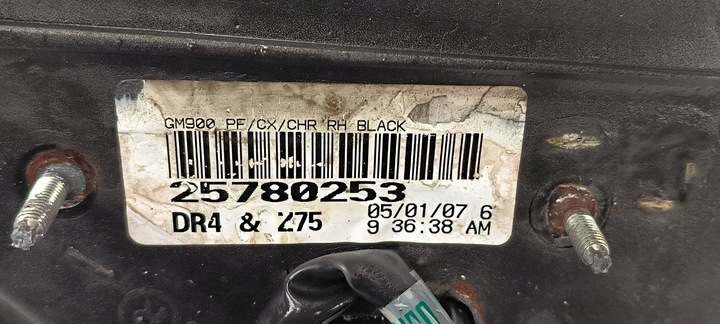 GM900 PF/CX/CHR RH BLACK
25780253
DR4 & 275
05/01/07 6
9 36:38 AM